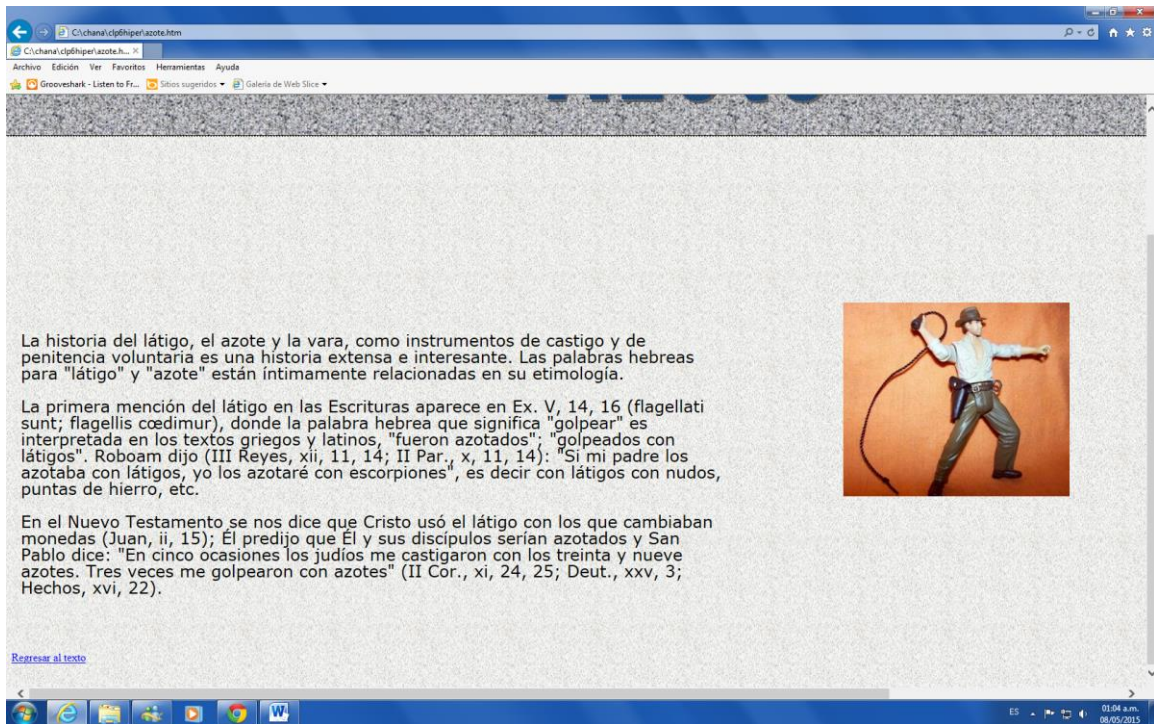 C:\chana\clp6hiper\azote.htm
C:\chana\clp6hiper\azote.h...
Archivo Edición Ver Favoritos Herramientas Ayuda
Grooveshark - Listen to Fr... Sitios sugeridos Galería de Web Slice
La historia del látigo, el azote y la vara, como instrumentos de castigo y de
penitencia voluntaria es una historia extensa e interesante. Las palabras hebreas
para "látigo" y "azote" están íntimamente relacionadas en su etimología.
La primera mención del látigo en las Escrituras aparece en Ex. V, 14, 16 (flagellati
sunt; flagellis cœdimur), donde la palabra hebrea que significa "golpear" es
interpretada en los textos griegos y latinos, "fueron azotados"; "golpeados con
látigos". Roboam dijo (III Reyes, xii, 11, 14; II Par., x, 11, 14): "Si mi padre los
azotaba con látigos, yo los azotaré con escorpiones", es decir con látigos con nudos,
puntas de hierro, etc.
En el Nuevo Testamento se nos dice que Cristo usó el látigo con los que cambiaban
monedas (Juan, ii, 15); Él predijo que Él y sus discípulos serían azotados y San
Pablo dice: "En cinco ocasiones los judíos me castigaron con los treinta y nueve
azotes. Tres veces me golpearon con azotes" (II Cor., xi, 24, 25; Deut., xxv, 3;
Hechos, xvi, 22).
Regresar al texto
ES
01:04 a.m.
08/05/2015